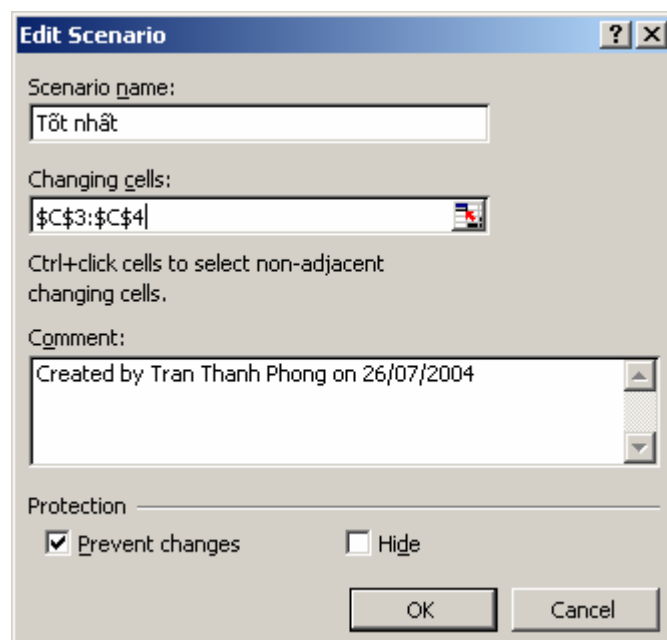 Edit Scenario
Scenario name:
Tốt nhất
Changing cells:
$C$3:$C$4
Ctrl+click cells to select non-adjacent
changing cells.
Comment:
Created by Tran Thanh Phong on 26/07/2004
Protection
Prevent changes
Hide
OK
Cancel